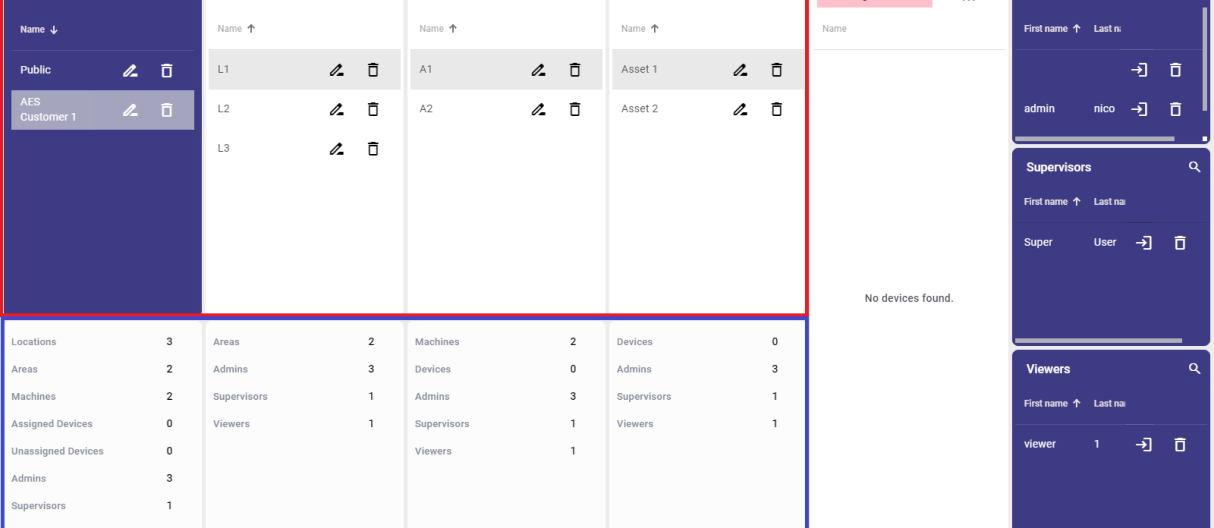 Name
Public
AES
Customer 1
Name
L1
L2
L3
Name
A1
A2
Name
Asset 1
Asset 2
Name
No devices found.
First name Last na
admin nico
Supervisors
First name Last na
Super User
Viewers
First name Last na
viewer 1
Locations 3
Areas 2
Machines 2
Assigned Devices 0
Unassigned Devices 0
Admins 3
Supervisors 1
Areas 2
Admins 3
Supervisors 1
Viewers 1
Machines 2
Devices 0
Admins 3
Supervisors 1
Viewers 1
Devices 0
Admins 3
Supervisors 1
Viewers 1